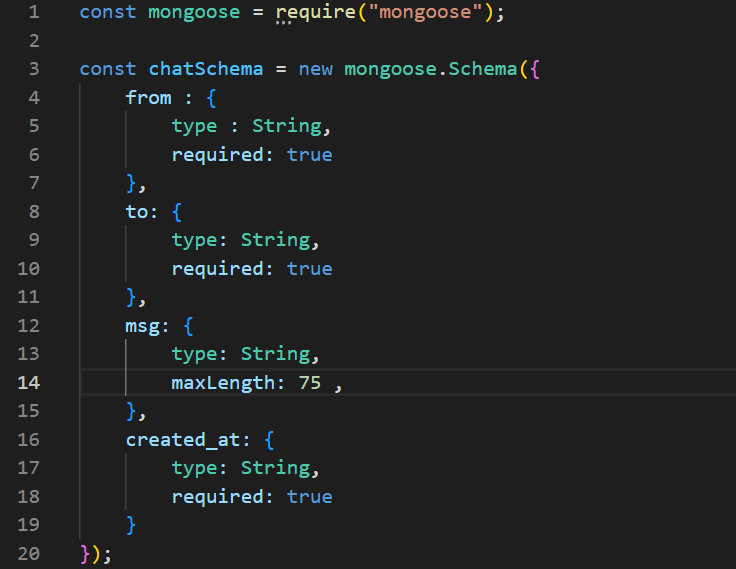 1 const mongoose = require("mongoose");
2
3 const chatSchema = new mongoose.Schema({
4     from : {
5         type : String,
6         required: true
7     },
8     to: {
9         type: String,
10         required: true
11     },
12     msg: {
13         type: String,
14         maxLength: 75 ,
15     },
16     created_at: {
17         type: String,
18         required: true
19     }
20 });